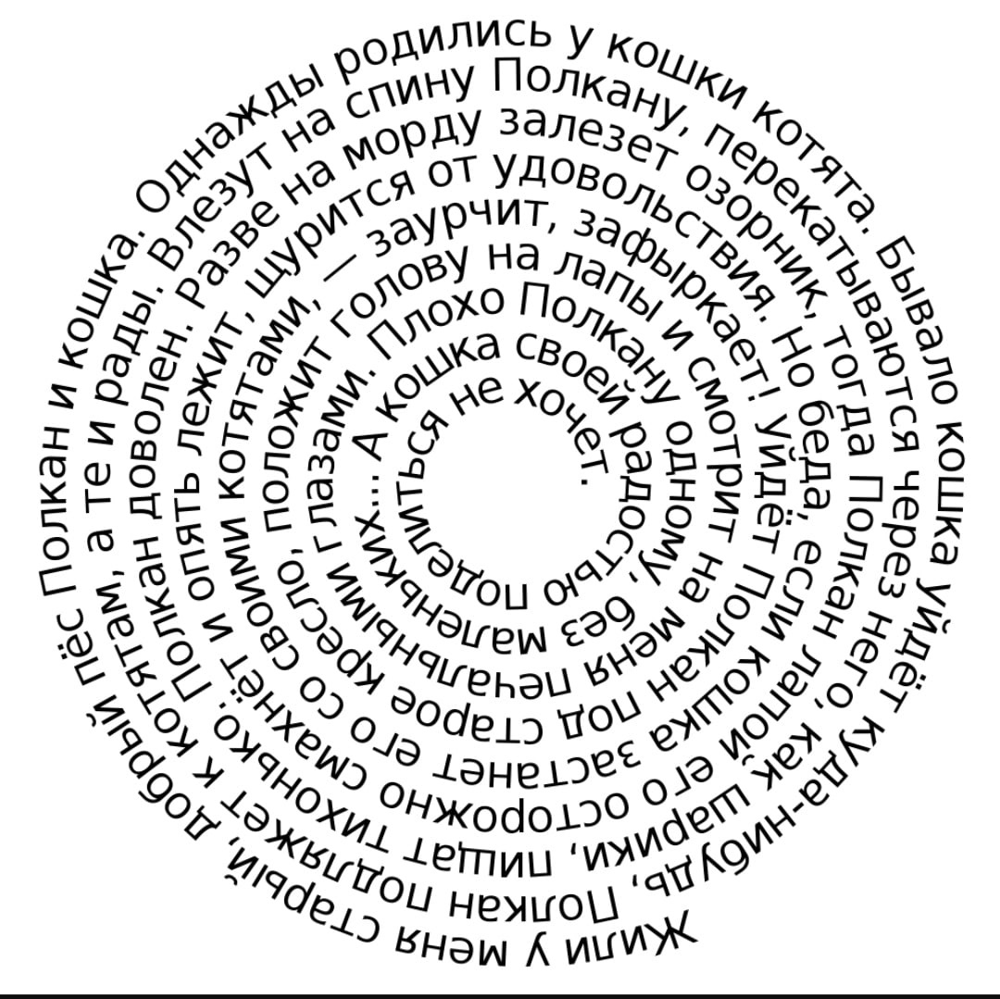 Жили у меня старый, добрый пёс Полкан и кошка. Однажды родились у кошки котята. Бывало кошка уйдёт куда-нибудь, Полкан подляжет к котятам, а те и рады. Влезут на спину Полкану, перекатываются через него, как шарики, пищат тихонько. Полкан доволен. Разве на морду залезет озорник, тогда Полкан лапой его осторожно смахнёт и опять лежит, щурится от удовольствия. Но беда, если кошка застанет его со своими котятами, — заурчит, зафыркает! Уйдёт Полкан под старое кресло, положит голову на лапы и смотрит на меня печальными глазами. Плохо Полкану одному, без маленьких... А кошка своей радостью поделиться не хочет.